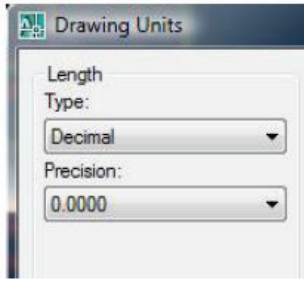 Drawing Units
Length
Type:
Decimal
Precision:
0.0000